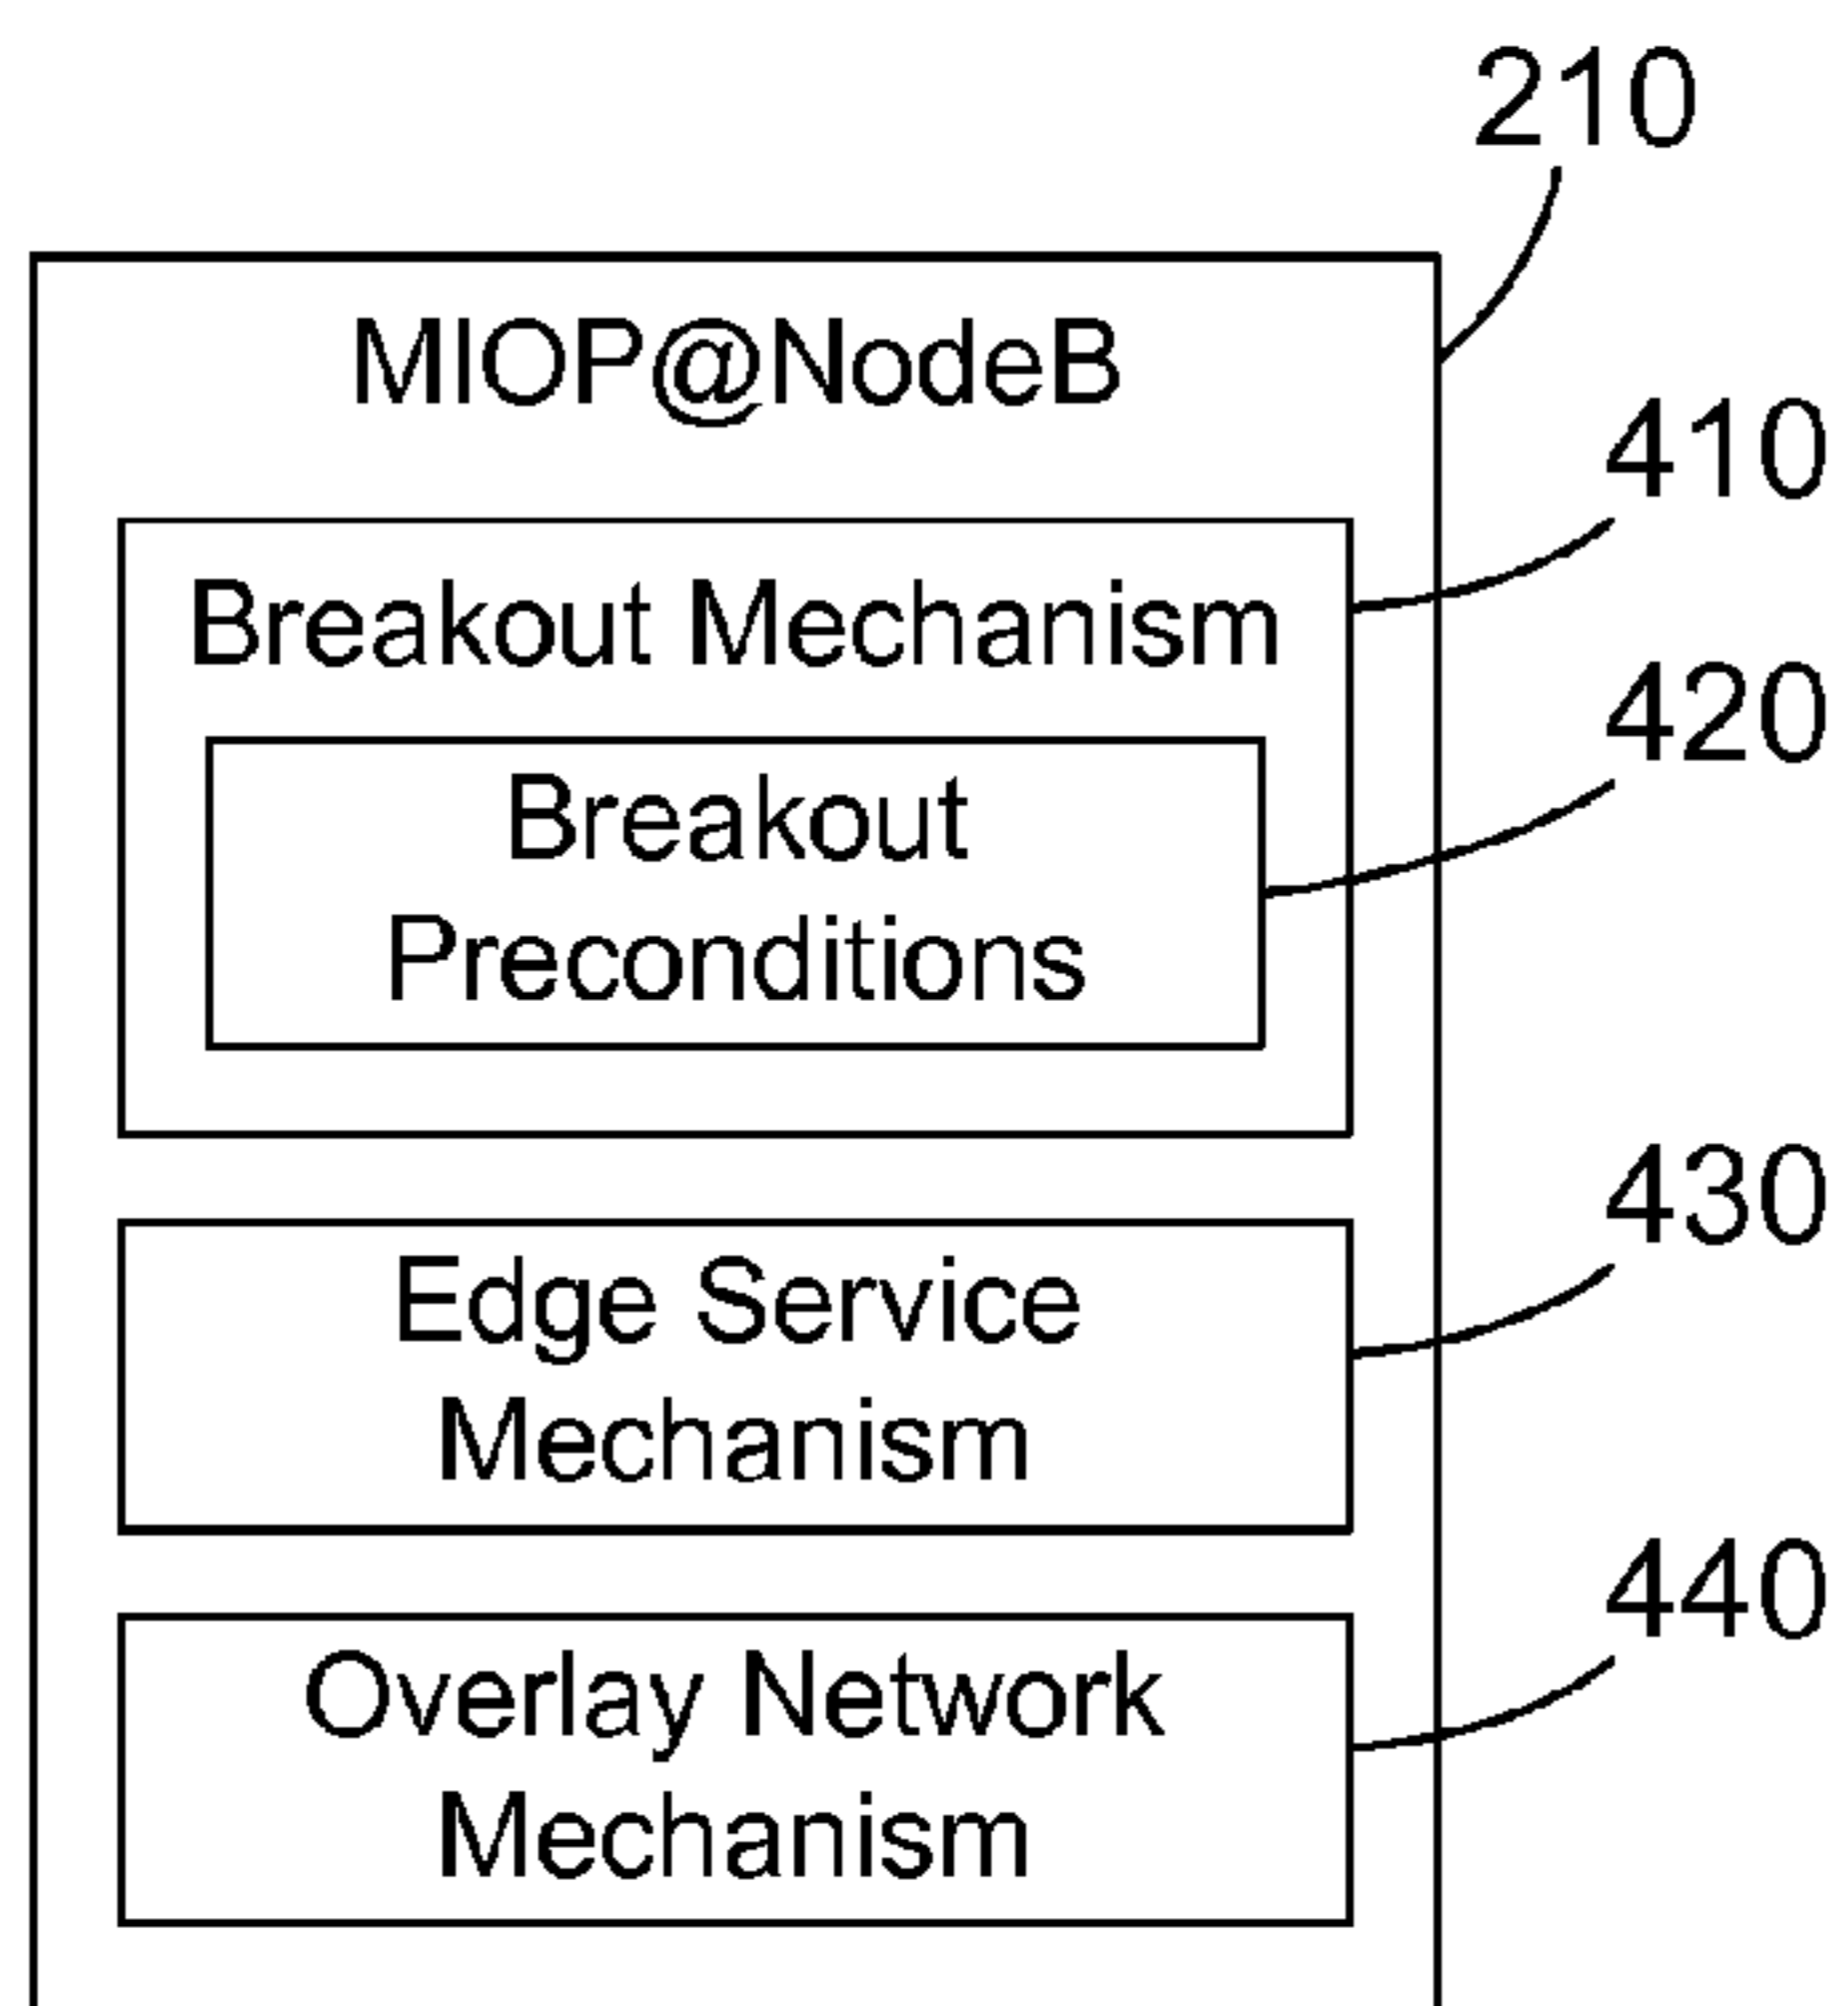 210
MIOP@NodeB
410
Breakout Mechanism
420
Breakout
Preconditions
430
Edge Service
Mechanism
440
Overlay Network
Mechanism